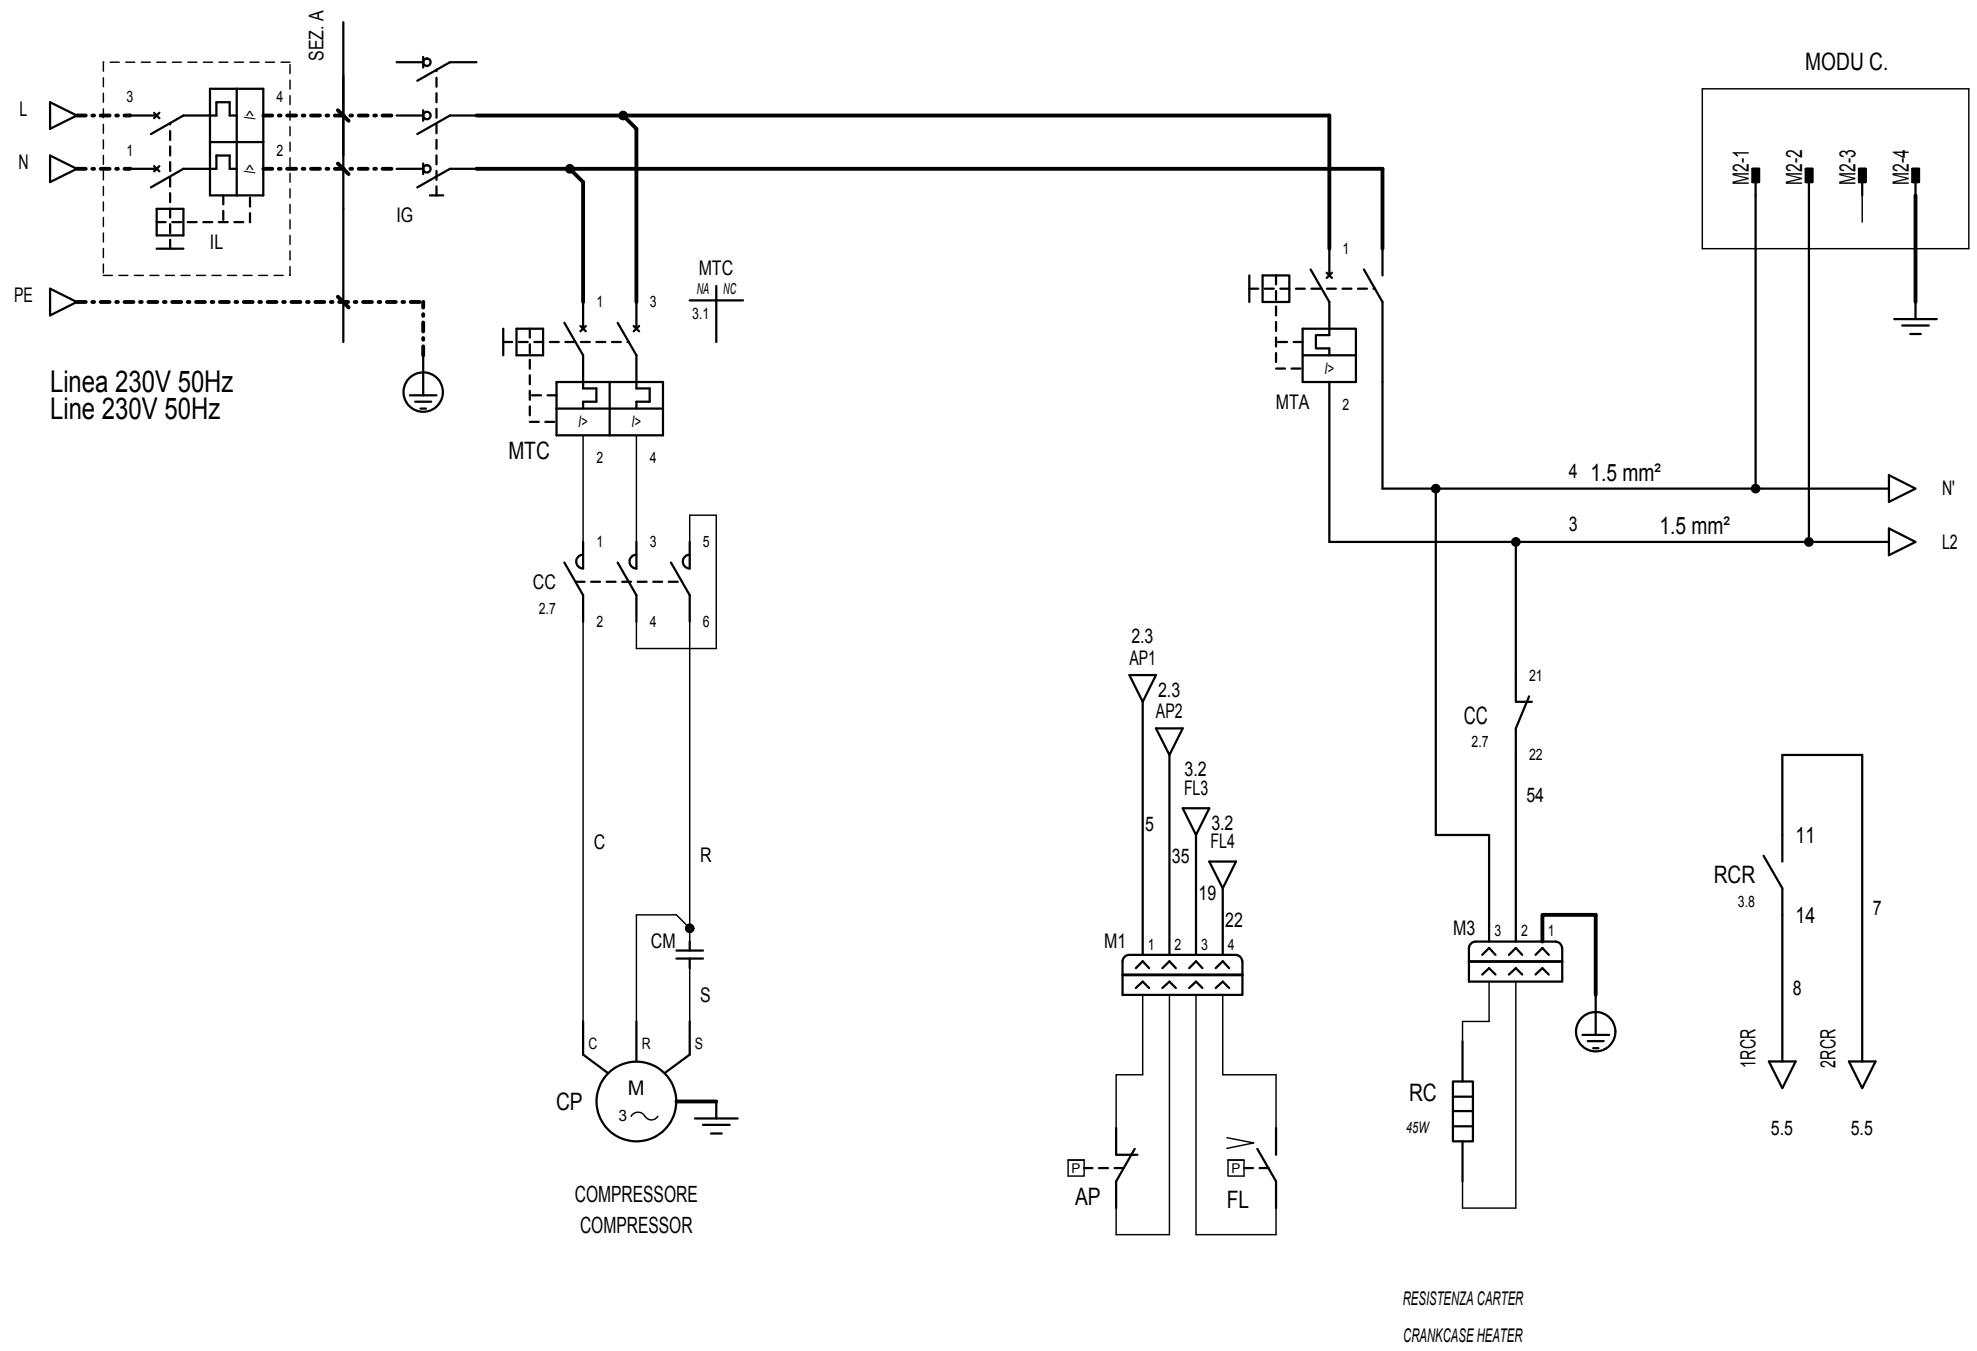 SEZ. A
MODU C.
L
3
4
N
1
2
IL
IG
PE
Linea 230V 50Hz
Line 230V 50Hz
MTC
NA NC
3.1
1
3
I>
I>
MTC
2
4
1
3
5
CC
2.7
2
4
6
C
R
CM
S
C
R
S
CP
M
3
COMPRESSORE
COMPRESSOR
1
I>
MTA
2
M2-1
M2-2
M2-3
M2-4
4 1.5 mm²
N'
3 1.5 mm²
L2
2.3
AP1
2.3
AP2
3.2
FL3
3.2
FL4
5
35
19
22
M1
1
2
3
4
P
AP
P
FL
21
CC
2.7
22
54
M3
3
2
1
RC
45W
RESISTENZA CARTER
CRANKCASE HEATER
11
RCR
3.8
14
7
8
1RCR
2RCR
5.5
5.5